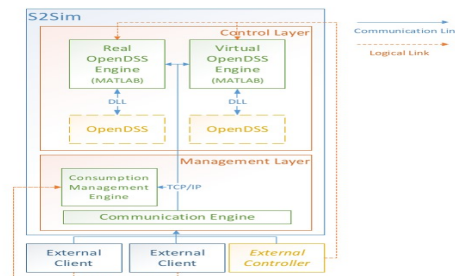 S2Sim
Control Layer
Real
OpenDSS
Engine
(MATLAB)
Virtual
OpenDSS
Engine
(MATLAB)
DLL
DLL
OpenDSS
OpenDSS
Management Layer
Consumption
Management
Engine
TCP/IP
Communication Engine
External
Client
External
Client
External
Controller
Communication Lin
Logical Link